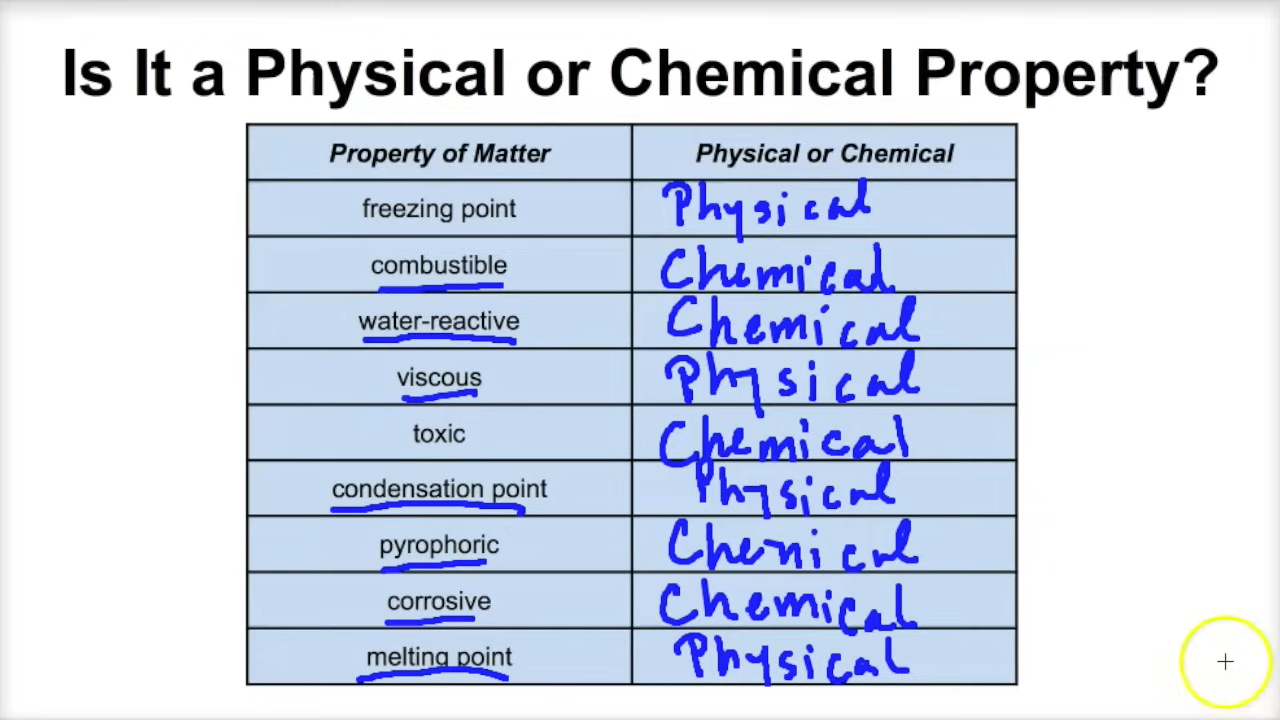 Is It a Physical or Chemical Property?
Property of Matter Physical or Chemical
freezing point Physical
combustible Chemical
water-reactive Chemical
viscous Physical
toxic Chemical
condensation point Physical
pyrophoric Chemical
corrosive Chemical
melting point Physical